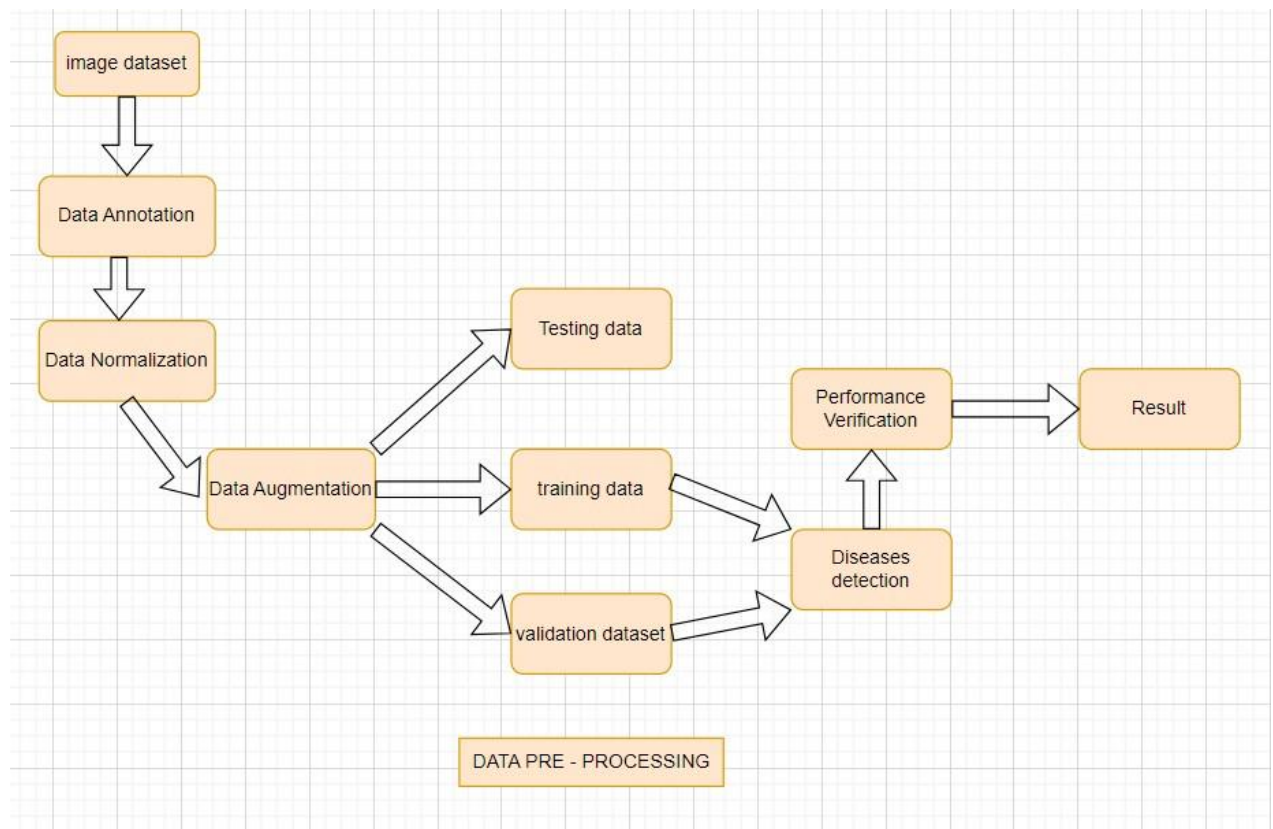 image dataset
Data Annotation
Data Normalization
Data Augmentation
Testing data
training data
validation dataset
Diseases
detection
Performance
Verification
Result
DATA PRE - PROCESSING